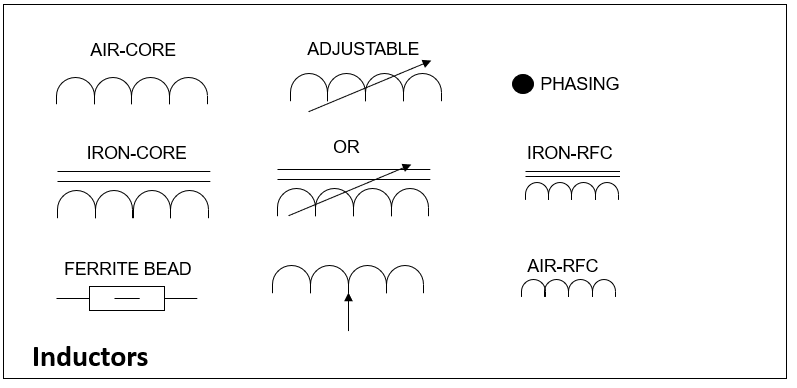 AIR-CORE
ADJUSTABLE
PHASING
IRON-CORE
OR
IRON-RFC
FERRITE BEAD
AIR-RFC
Inductors